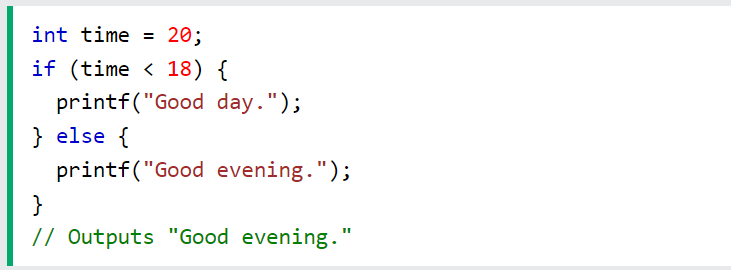 int time = 20;
if (time < 18) {
  printf("Good day.");
} else {
  printf("Good evening.");
}
// Outputs "Good evening."